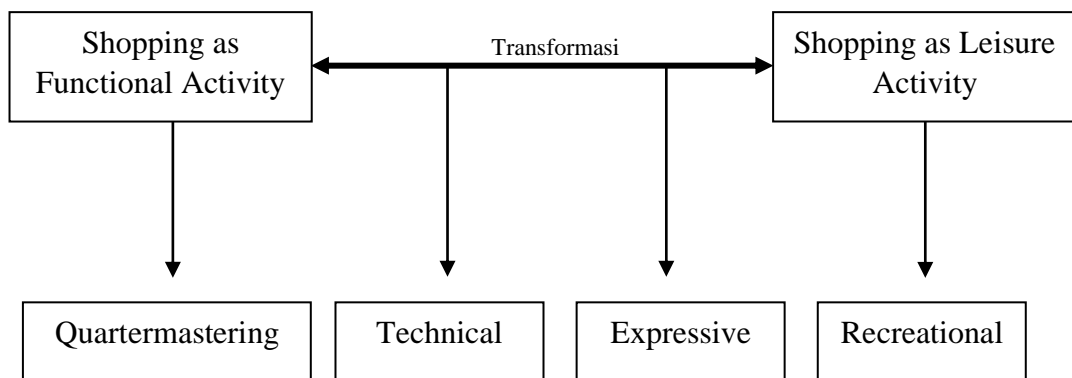 Shopping as
Functional Activity
Transformasi
Shopping as Leisure
Activity
Quartermastering
Technical
Expressive
Recreational